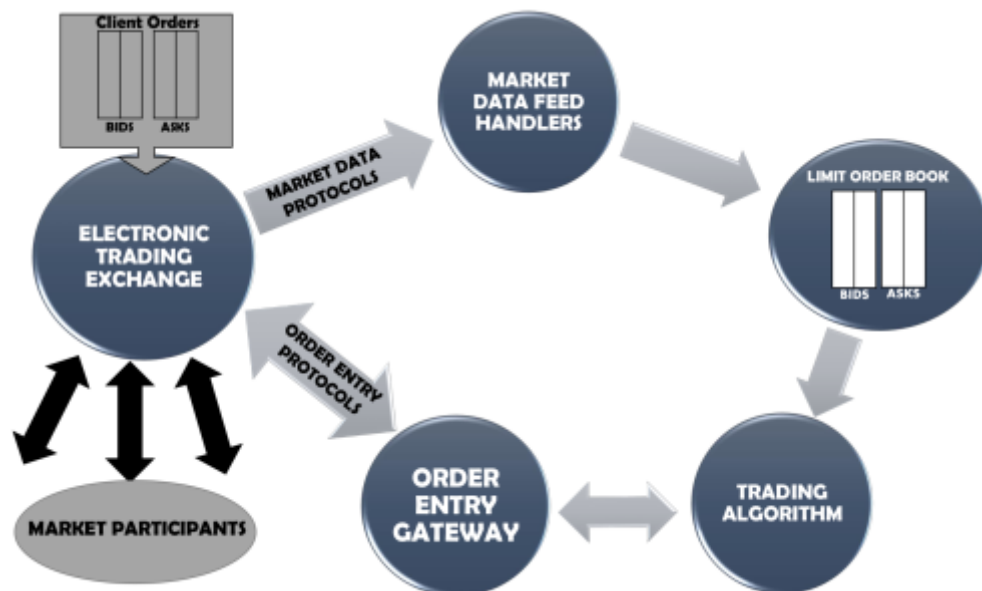 Client Orders
BIDS
ASKS
ELECTRONIC
TRADING
EXCHANGE
MARKET DATA
PROTOCOLS
MARKET
DATA FEED
HANDLERS
LIMIT ORDER BOOK
BIDS
ASKS
TRADING
ALGORITHM
ORDER
ENTRY
GATEWAY
ORDER ENTRY
PROTOCOLS
MARKET PARTICIPANTS